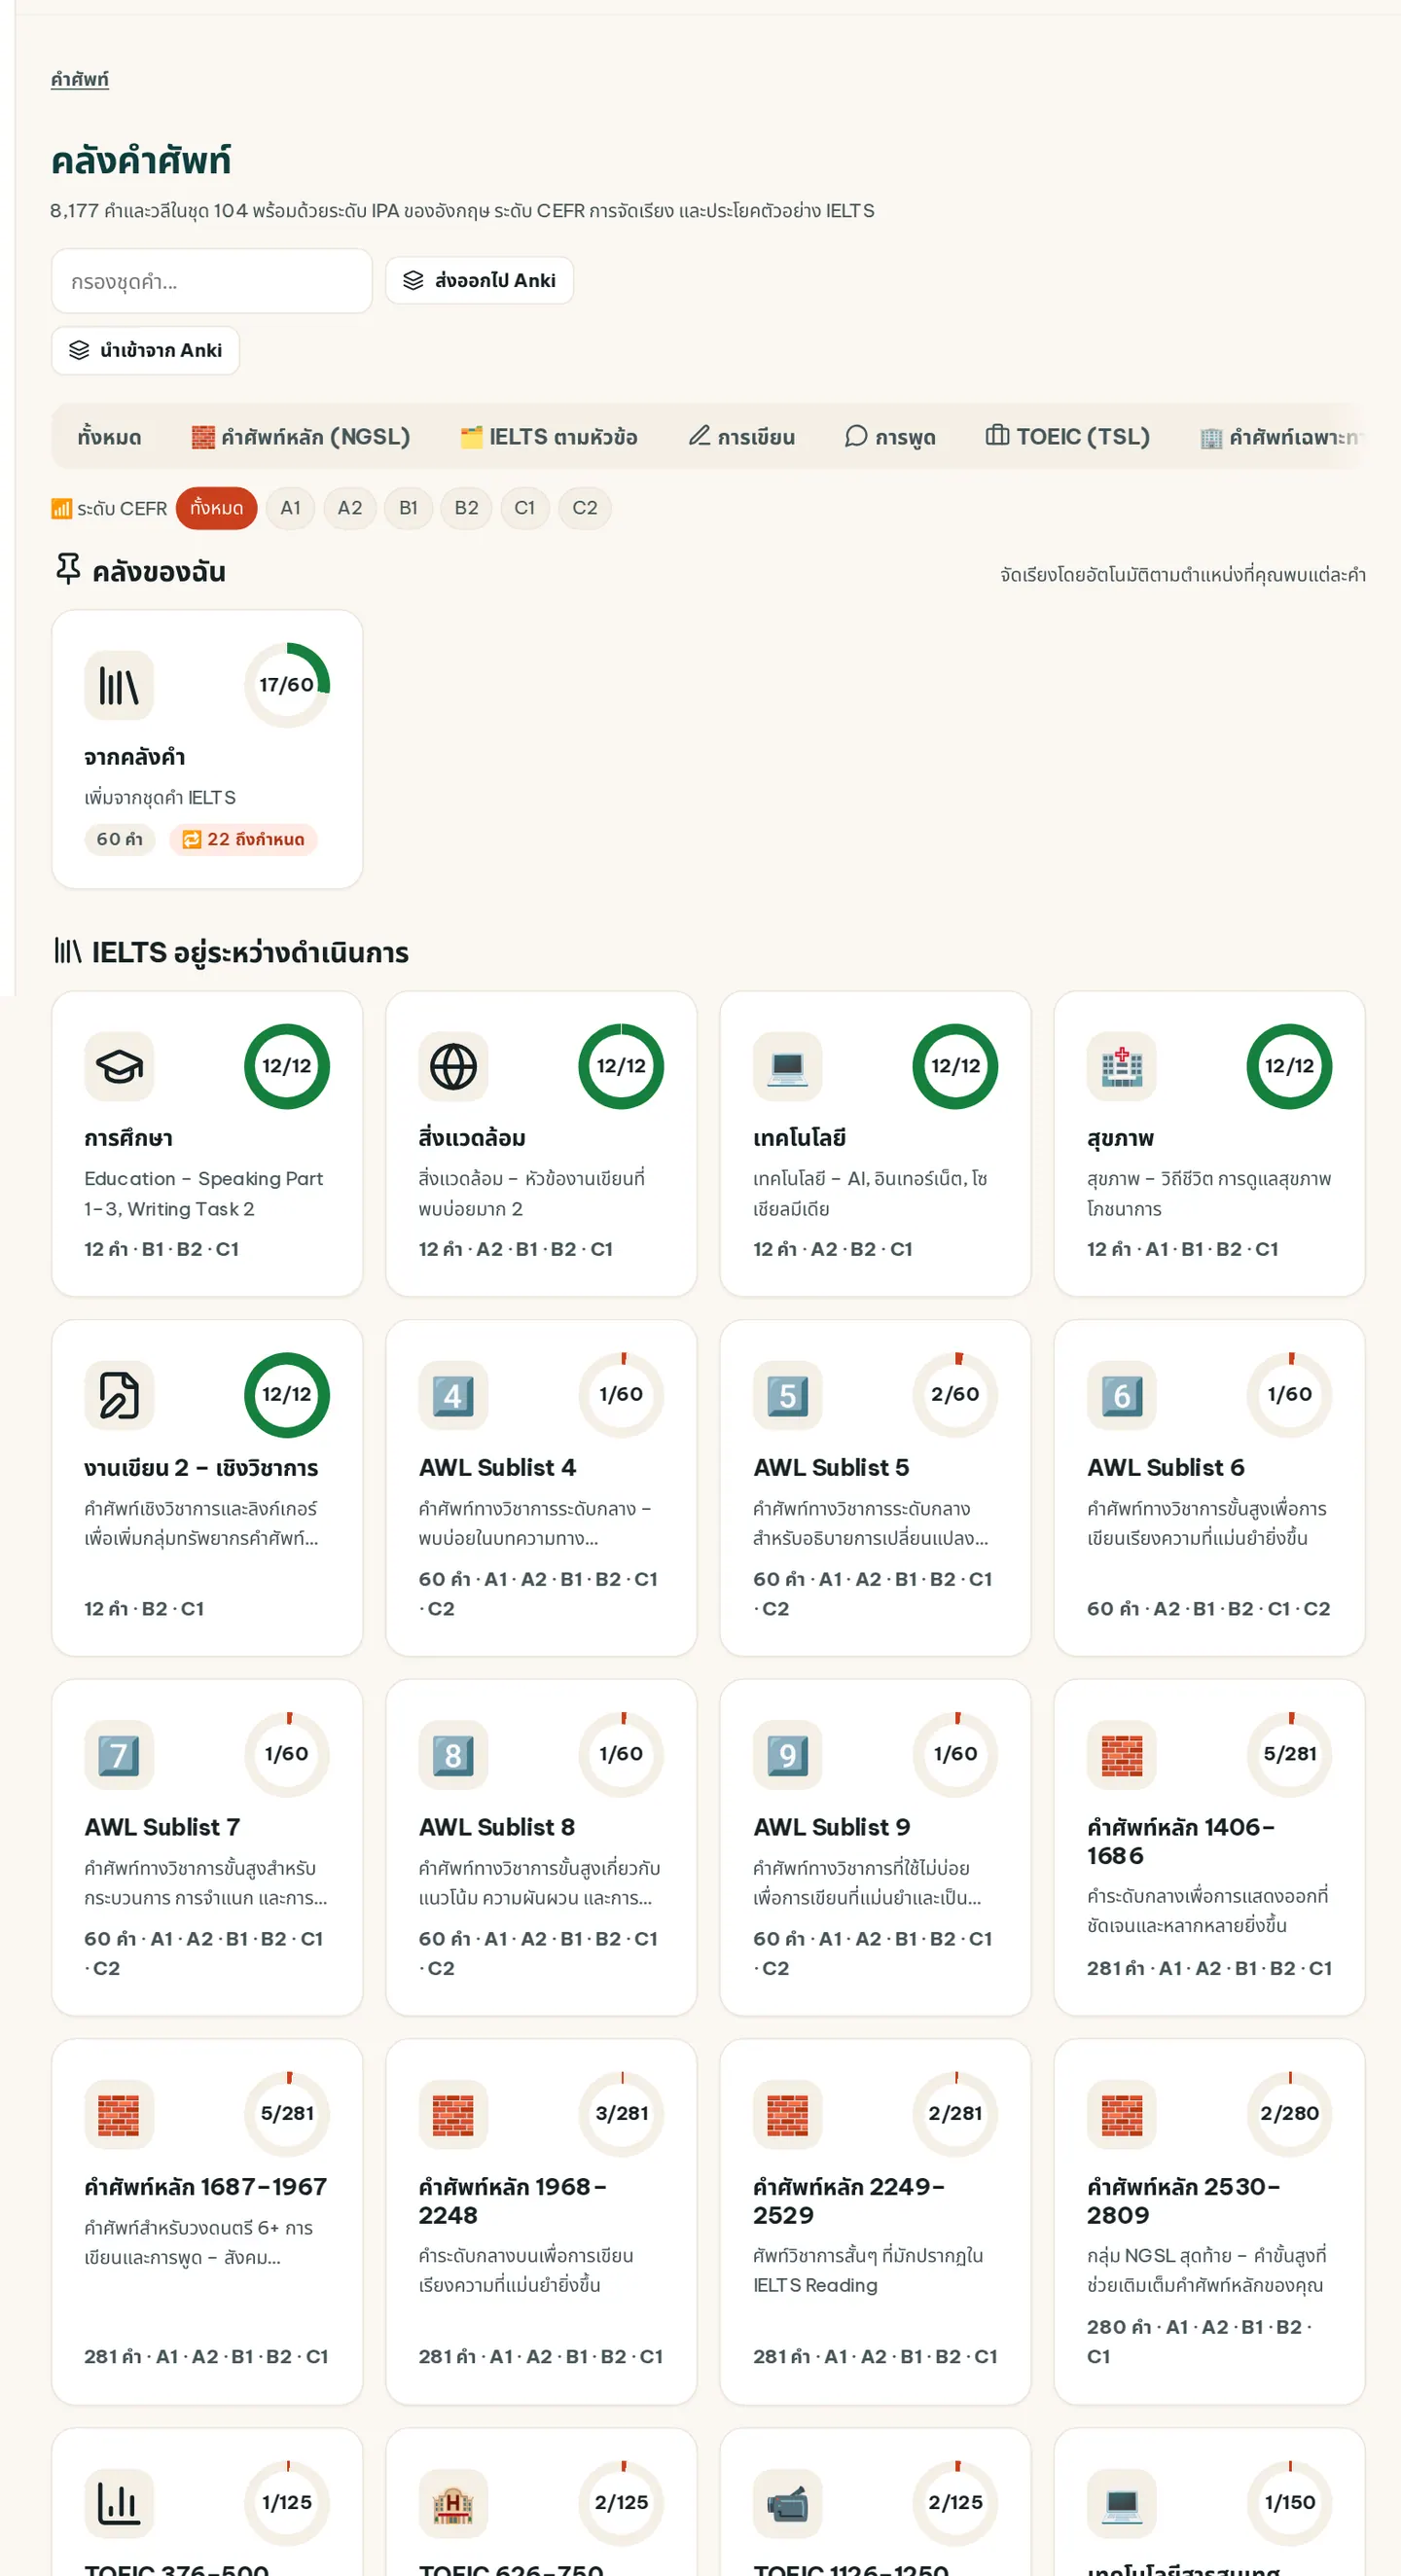 คำศัพท์
คลังคำศัพท์
8,177 คำและวลีในชุด 104 พร้อมด้วยระดับ IPA ของอังกฤษ ระดับ CEFR การจัดเรียง และประโยคตัวอย่าง IELTS
กรองชุดคำ...
ส่งออกไป Anki
นำเข้าจาก Anki
ทั้งหมด
คำศัพท์หลัก (NGSL)
IELTS ตามหัวข้อ
การเขียน
การพูด
TOEIC (TSL)
คำศัพท์เฉพาะทา
ระดับ CEFR ทั้งหมด A1 A2 B1 B2 C1 C2
คลังของฉัน
จัดเรียงโดยอัตโนมัติตามตำแหน่งที่คุณพบแต่ละคำ
17/60
จากคลังคำ
เพิ่มจากชุดคำ IELTS
60 คำ
22 ถึงกำหนด
IELTS อยู่ระหว่างดำเนินการ
12/12
การศึกษา
Education – Speaking Part
1–3, Writing Task 2
12 คำ · B1 · B2 · C1
12/12
สิ่งแวดล้อม
สิ่งแวดล้อม – หัวข้องานเขียนที่
พบบ่อยมาก 2
12 คำ · A2 · B1 · B2 · C1
12/12
เทคโนโลยี
เทคโนโลยี – AI, อินเทอร์เน็ต, โซ
เชียลมีเดีย
12 คำ · A2 · B2 · C1
12/12
สุขภาพ
สุขภาพ – วิถีชีวิต การดูแลสุขภาพ
โภชนาการ
12 คำ · A1 · B1 · B2 · C1
12/12
งานเขียน 2 – เชิงวิชาการ
คำศัพท์เชิงวิชาการและลิงก์เกอร์
เพื่อเพิ่มกลุ่มทรัพยากรคำศัพท์...
12 คำ · B2 · C1
4
1/60
AWL Sublist 4
คำศัพท์ทางวิชาการระดับกลาง –
พบบ่อยในบทความทาง...
60 คำ · A1 · A2 · B1 · B2 · C1
· C2
5
2/60
AWL Sublist 5
คำศัพท์ทางวิชาการระดับกลาง
สำหรับอธิบายการเปลี่ยนแปลง...
60 คำ · A1 · A2 · B1 · B2 · C1
· C2
6
1/60
AWL Sublist 6
คำศัพท์ทางวิชาการขั้นสูงเพื่อการ
เขียนเรียงความที่แม่นยำยิ่งขึ้น
60 คำ · A2 · B1 · B2 · C1 · C2
7
1/60
AWL Sublist 7
คำศัพท์ทางวิชาการขั้นสูงสำหรับ
กระบวนการ การจำแนก และการ...
60 คำ · A1 · A2 · B1 · B2 · C1
· C2
8
1/60
AWL Sublist 8
คำศัพท์ทางวิชาการขั้นสูงเกี่ยวกับ
แนวโน้ม ความผันผวน และการ...
60 คำ · A1 · A2 · B1 · B2 · C1
· C2
9
1/60
AWL Sublist 9
คำศัพท์ทางวิชาการที่ใช้ไม่บ่อย
เพื่อการเขียนที่แม่นยำและเป็น...
60 คำ · A1 · A2 · B1 · B2 · C1
· C2
5/281
คำศัพท์หลัก 1406–
1686
คำระดับกลางเพื่อการแสดงออกที่
ชัดเจนและหลากหลายยิ่งขึ้น
281 คำ · A1 · A2 · B1 · B2 · C1
5/281
คำศัพท์หลัก 1687–1967
คำศัพท์สำหรับวงดนตรี 6+ การ
เขียนและการพูด – สังคม...
281 คำ · A1 · A2 · B1 · B2 · C1
3/281
คำศัพท์หลัก 1968–
2248
คำระดับกลางบนเพื่อการเขียน
เรียงความที่แม่นยำยิ่งขึ้น
281 คำ · A1 · A2 · B1 · B2 · C1
2/281
คำศัพท์หลัก 2249–
2529
ศัพท์วิชาการสั้นๆ ที่มักปรากฏใน
IELTS Reading
281 คำ · A1 · A2 · B1 · B2 · C1
2/280
คำศัพท์หลัก 2530–
2809
กลุ่ม NGSL สุดท้าย – คำขั้นสูงที่
ช่วยเติมเต็มคำศัพท์หลักของคุณ
280 คำ · A1 · A2 · B1 · B2 ·
C1
1/125
TOEIC 376–500
2/125
TOEIC 626–750
2/125
TOEIC 1126–1250
1/150
เทคโนโลยีสารสนเทศ